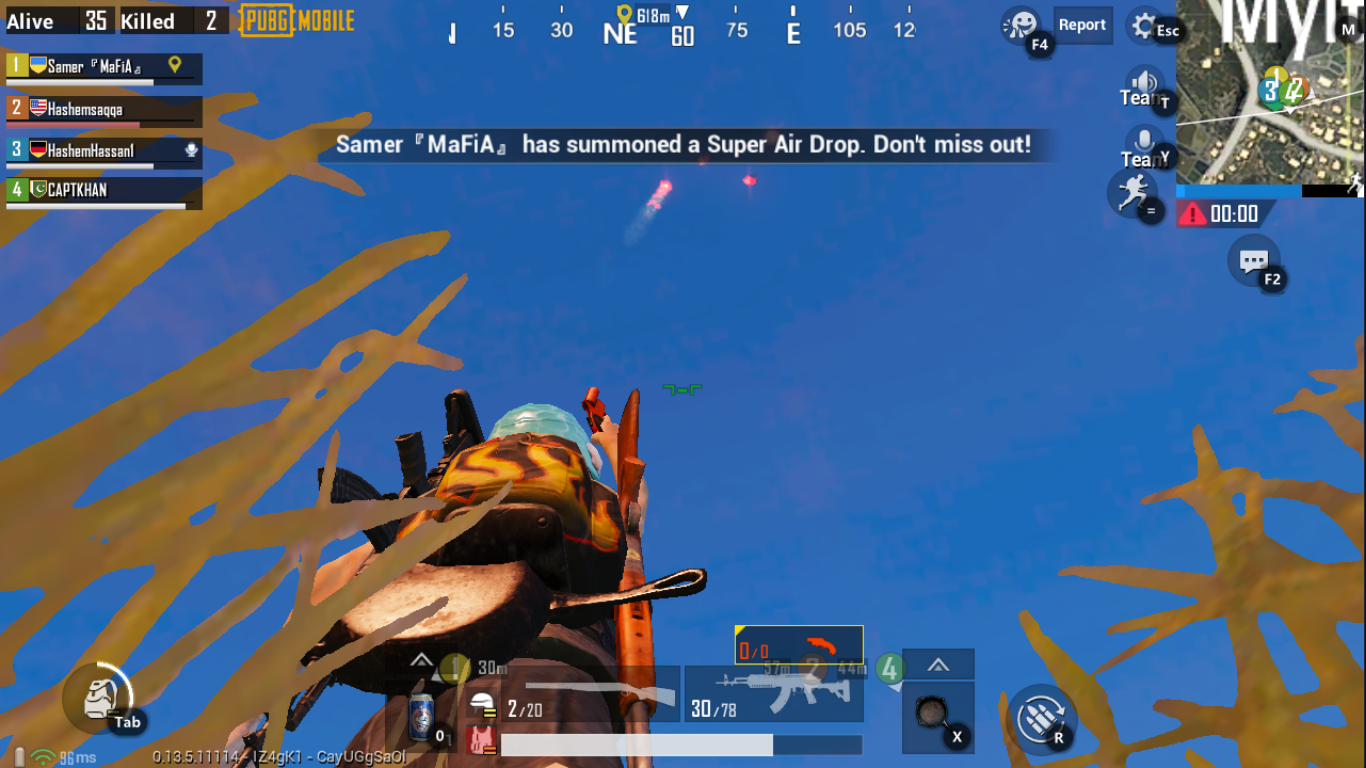 Alive 35 Killed 2 PUBG MOBILE
15 30 NE 618m 60 75 E 105
F4 Report Esc M
1 Samer『MaFiA』
2 Hashemsaqqa
3 HashemHassan1
4 CAPTKHAN
Team T
Team Y
=
1
3 42
Samer『MaFiA』 has summoned a Super Air Drop. Don't miss out!
00:00
F2
0/0
1 30m 57m 2 44m 4
2/20
30/78
0
X
R
Tab
96ms 0.13.5.11114 - IZ4gK1 - CayUGgSaOl